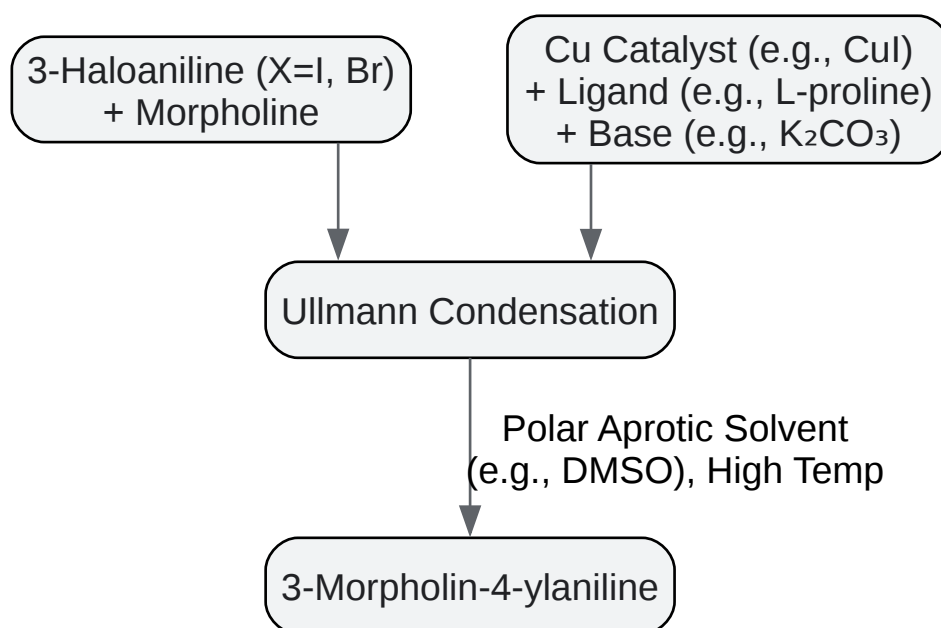 3-Haloaniline (X=I, Br)
+ Morpholine
Cu Catalyst (e.g., CuI)
+ Ligand (e.g., L-proline)
+ Base (e.g., K₂CO₃)
Ullmann Condensation
Polar Aprotic Solvent
(e.g., DMSO), High Temp
3-Morpholin-4-ylaniline